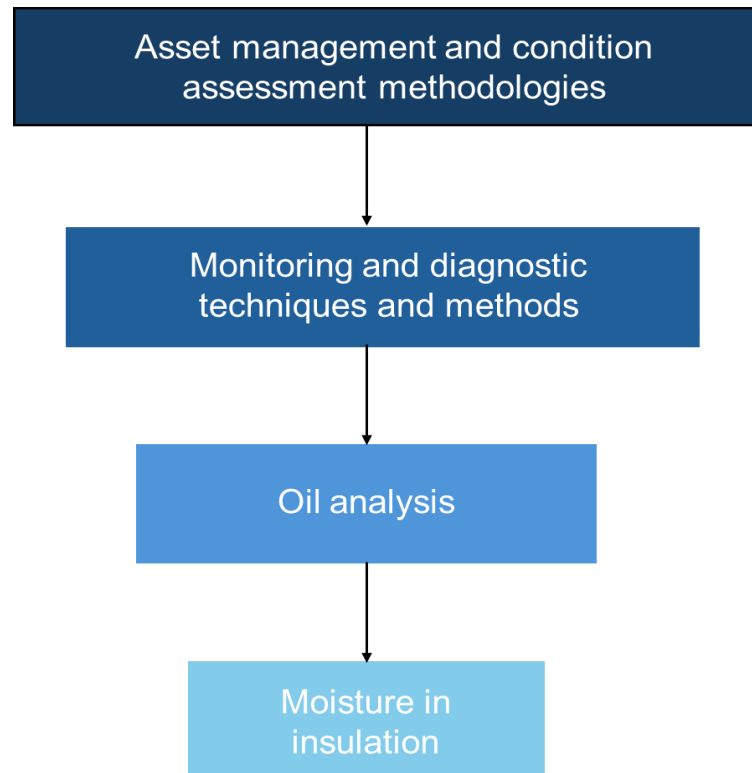 Asset management and condition
assessment methodologies
Monitoring and diagnostic
techniques and methods
Oil analysis
Moisture in
insulation